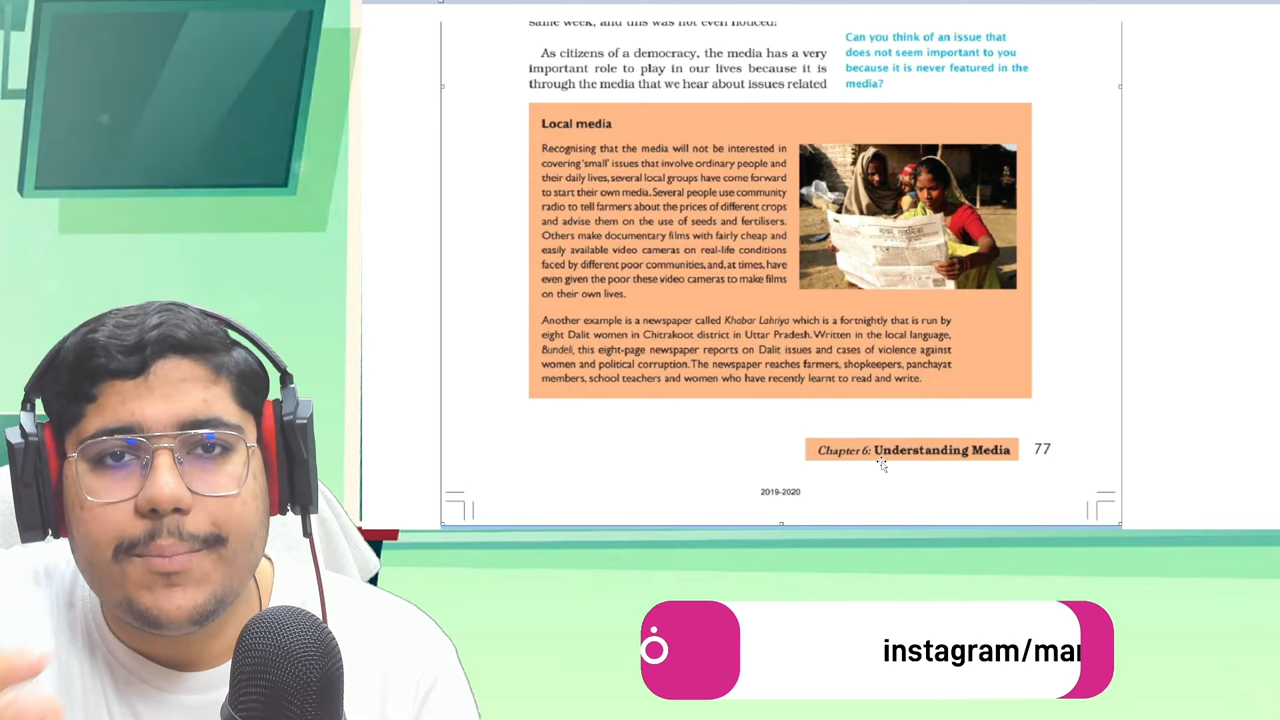 same week, and this was not even noticed!
As citizens of a democracy, the media has a very
important role to play in our lives because it is
through the media that we hear about issues related
Can you think of an issue that
does not seem important to you
because it is never featured in the
media?
Local media
Recognising that the media will not be interested in
covering 'small' issues that involve ordinary people and
their daily lives, several local groups have come forward
to start their own media. Several people use community
radio to tell farmers about the prices of different crops
and advise them on the use of seeds and fertilisers.
Others make documentary films with fairly cheap and
easily available video cameras on real-life conditions
faced by different poor communities, and, at times, have
even given the poor these video cameras to make films
on their own lives.
Another example is a newspaper called Khabar Lahriya which is a fortnightly that is run by
eight Dalit women in Chitrakoot district in Uttar Pradesh. Written in the local language,
Bundeli, this eight-page newspaper reports on Dalit issues and cases of violence against
women and political corruption. The newspaper reaches farmers, shopkeepers, panchayat
members, school teachers and women who have recently learnt to read and write.
Chapter 6: Understanding Media 77
2019-2020
instagram/mar